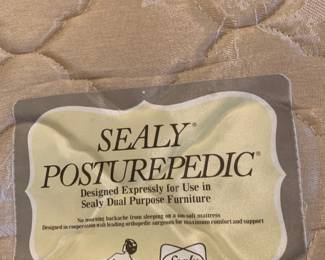 SEALY®
POSTUREPEDIC®
Designed Expressly for Use in
Sealy Dual Purpose Furniture
No morning backache from sleeping on a too-soft mattress
Designed in cooperation with leading orthopedic surgeons for maximum comfort and support
Sealy